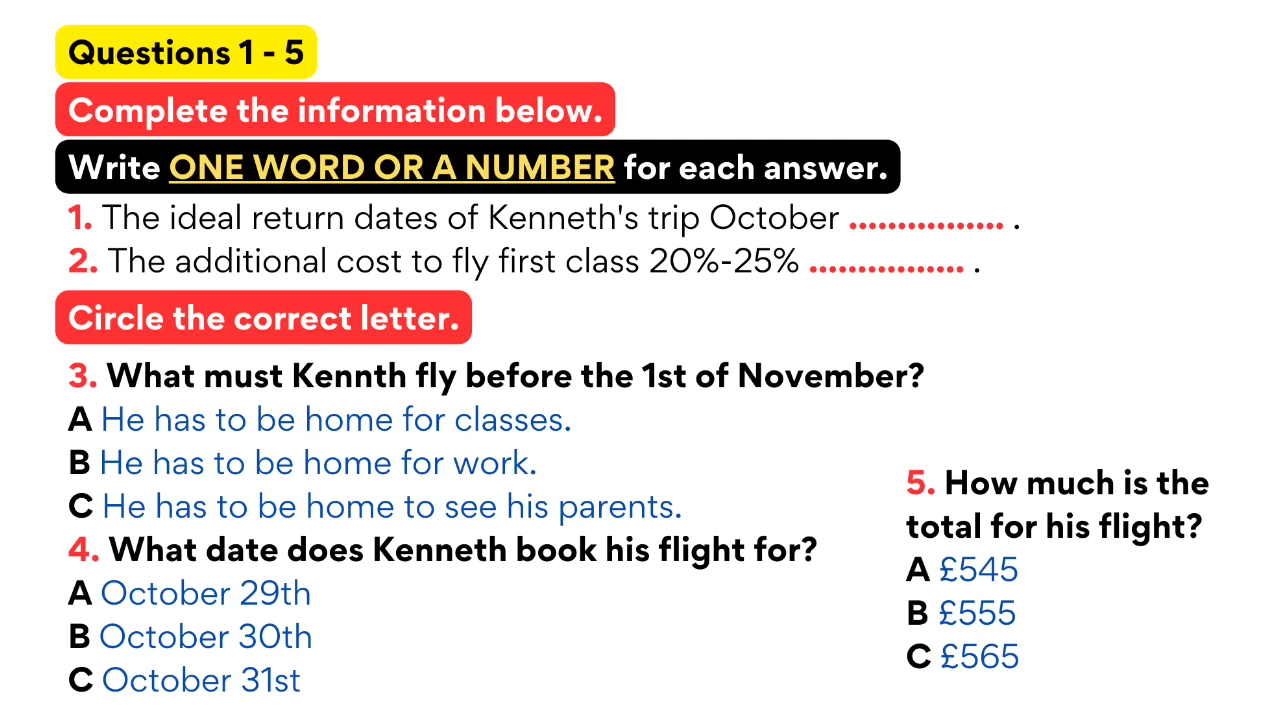 Questions 1 - 5
Complete the information below.
Write ONE WORD OR A NUMBER for each answer.
1. The ideal return dates of Kenneth's trip October ................ .
2. The additional cost to fly first class 20%-25% ................ .
Circle the correct letter.
3. What must Kennth fly before the 1st of November?
A He has to be home for classes.
B He has to be home for work.
C He has to be home to see his parents.
4. What date does Kenneth book his flight for?
A October 29th
B October 30th
C October 31st
5. How much is the
total for his flight?
A £545
B £555
C £565